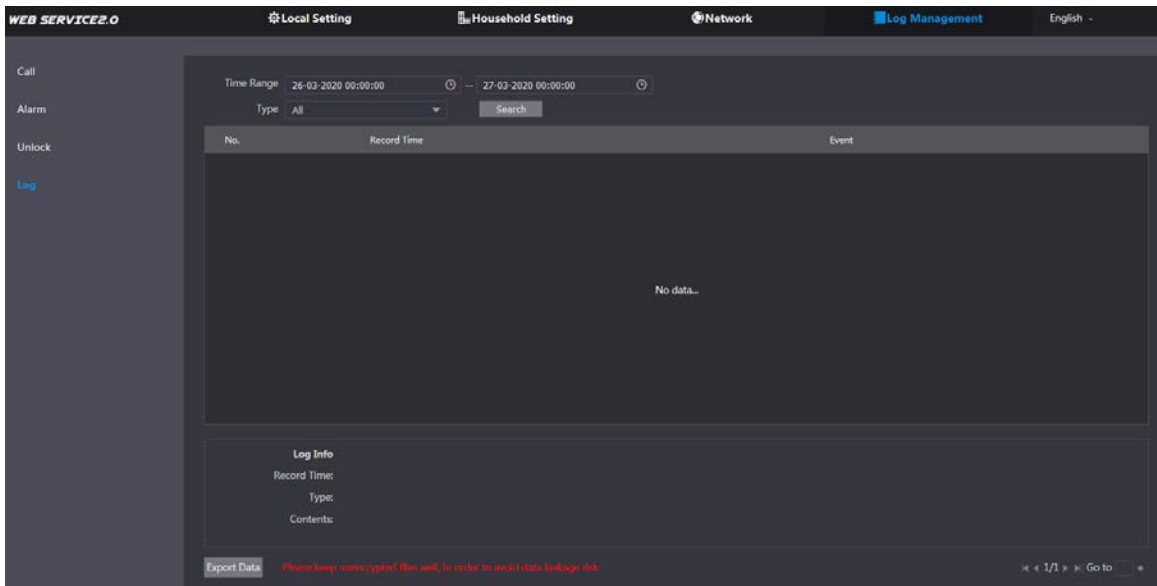 WEB SERVICE2.0 Local Setting Household Setting Network Log Management English
Call
Alarm
Unlock
Log
Time Range 26-03-2020 00:00:00 -- 27-03-2020 00:00:00
Type All Search
No. Record Time Event
No data...
Log Info
Record Time:
Type:
Contents:
Export Data Please keep unencrypted files well, in order to avoid data leakage risk.
1/1 Go to